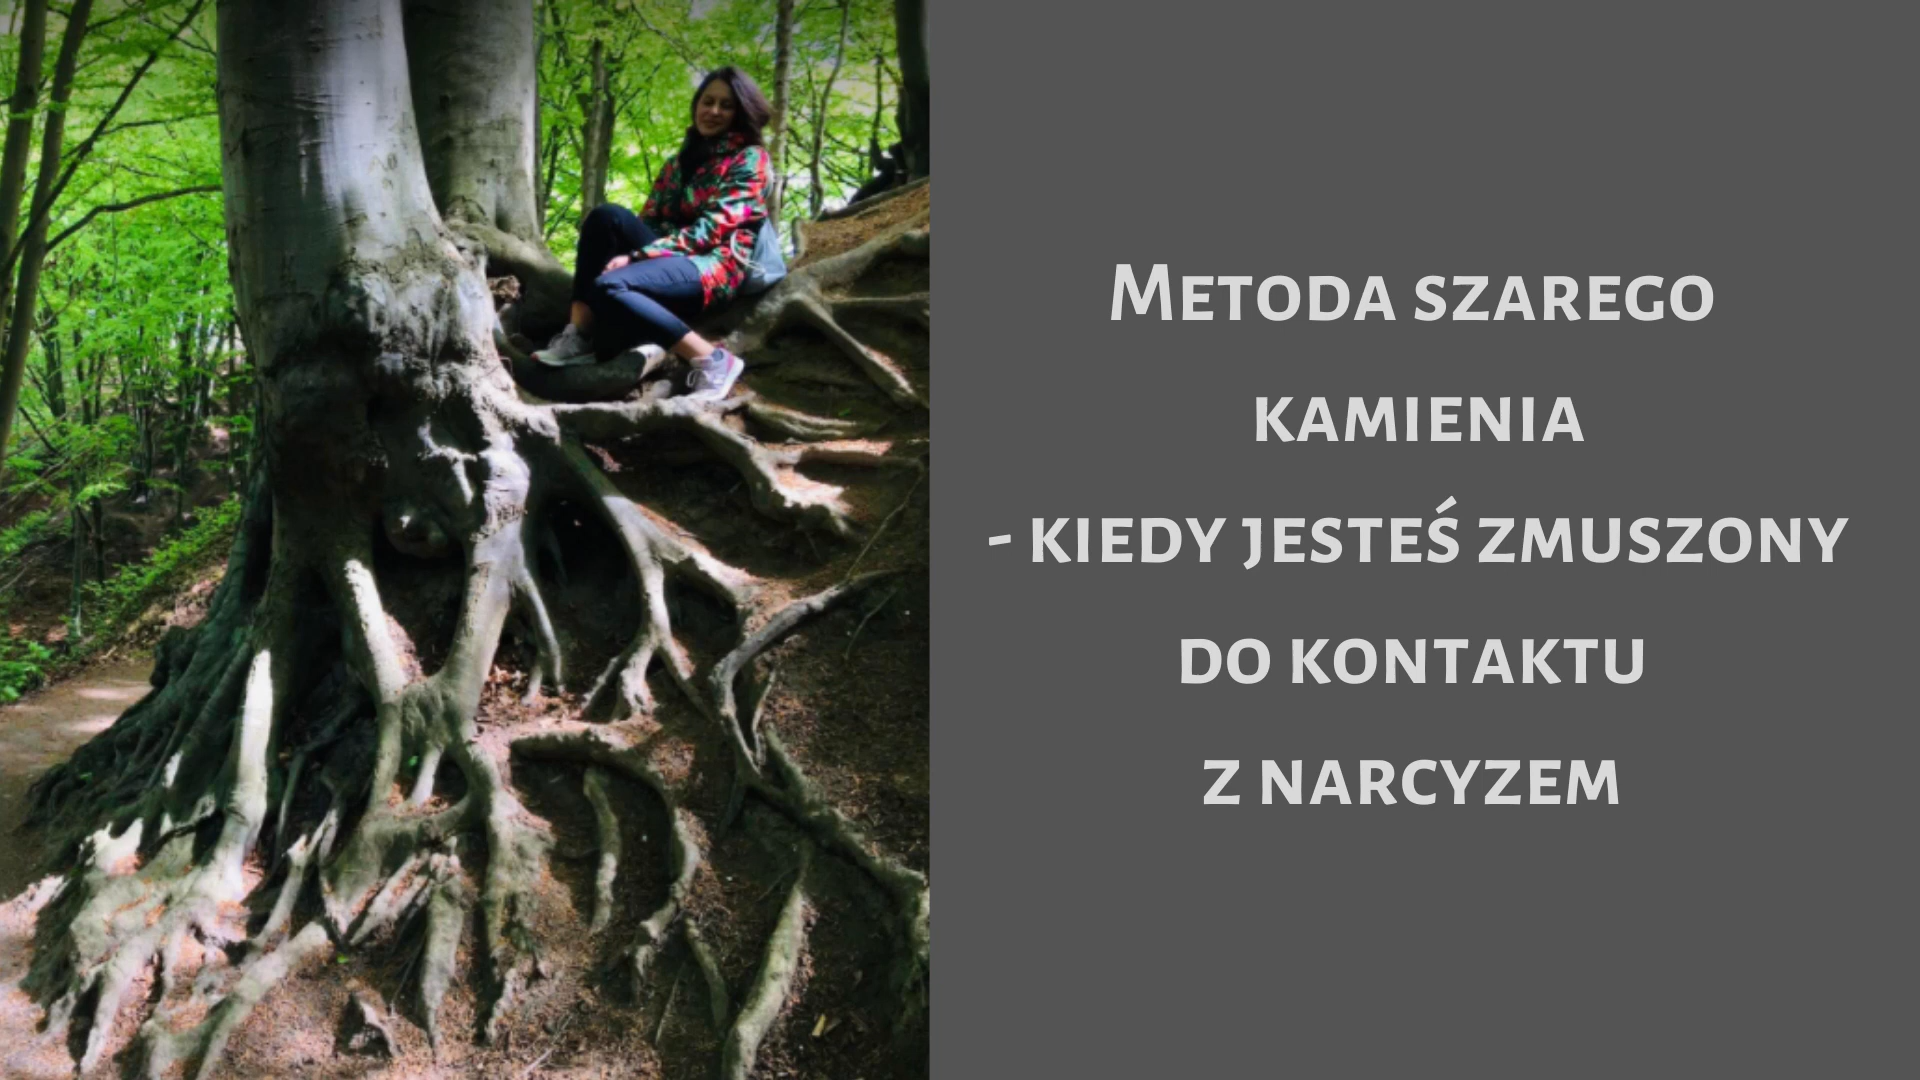 Metoda szarego
kamienia
- kiedy jesteś zmuszony
do kontaktu
z narcyzem